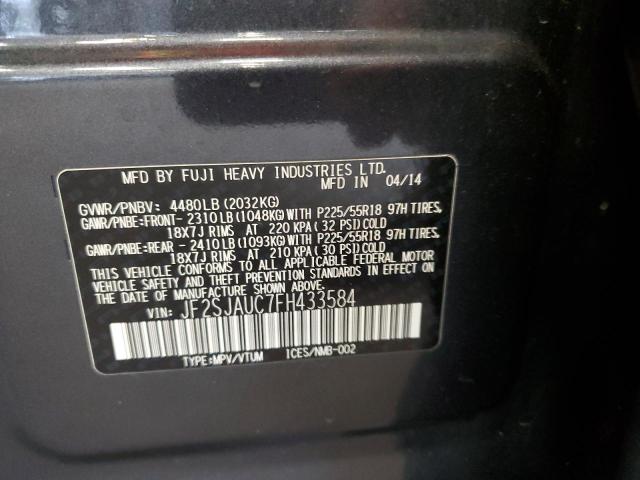 MFD BY FUJI HEAVY INDUSTRIES LTD.
MFD IN 04/14
GVWR/PNBV: 4480LB(2032KG)
GAWR/PNBE:FRONT- 2310LB(1048KG)WITH P225/55R18 97H TIRES,
18X7J RIMS AT 220 KPA(32 PSI)COLD
GAWR/PNBE:REAR - 2410LB(1093KG)WITH P225/55R18 97H TIRES,
18X7J RIMS AT 210 KPA(30 PSI)COLD
THIS VEHICLE CONFORMS TO ALL APPLICABLE FEDERAL MOTOR
VEHICLE SAFETY AND THEFT PREVENTION STANDARDS IN EFFECT ON
THE DATE OF MANUFACTURE SHOWN ABOVE.
VIN: JF2SJAUC7FH433584
TYPE:MPV/VTUM ICES/NMB-002